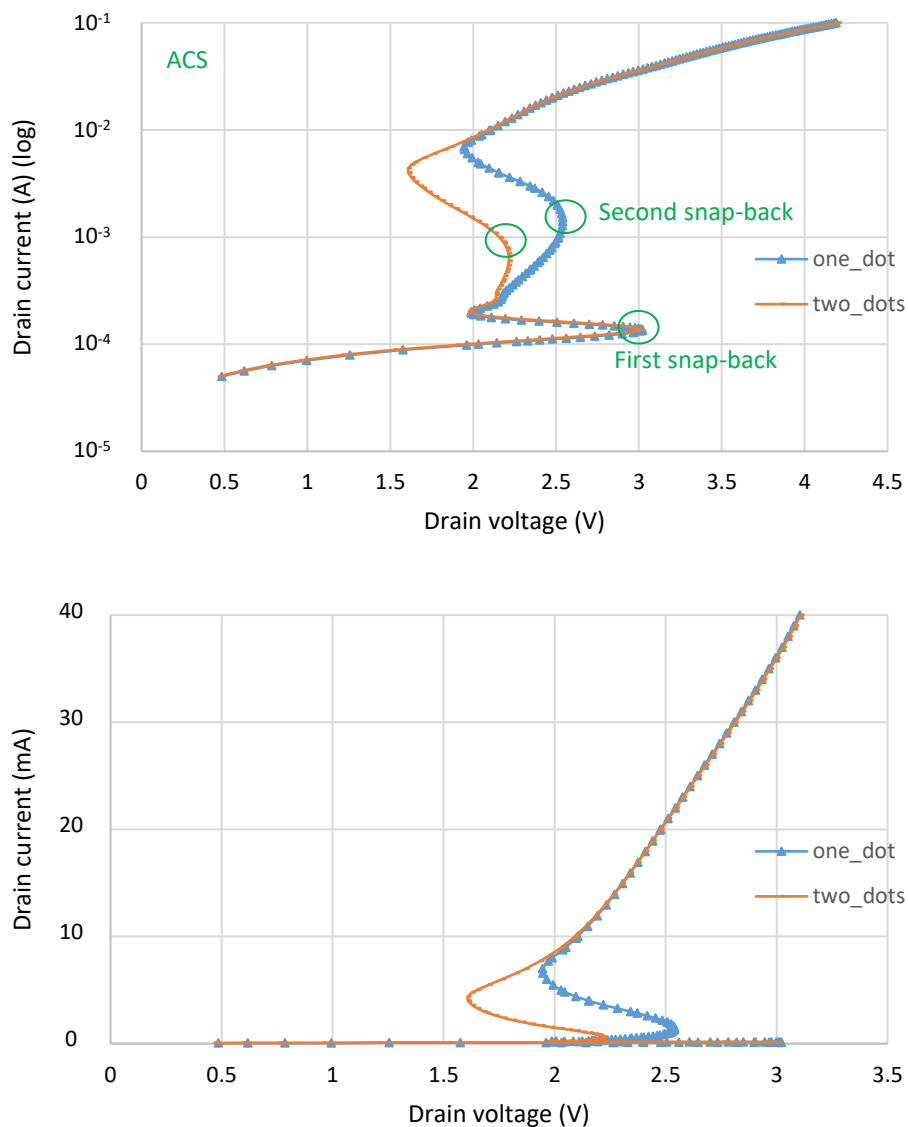 10⁻¹
ACS
10⁻²
Drain current (A) (log)
Second snap-back
10⁻³
one_dot
two_dots
10⁻⁴
First snap-back
10⁻⁵
0 0.5 1 1.5 2 2.5 3 3.5 4 4.5
Drain voltage (V)
40
30
Drain current (mA)
20
one_dot
two_dots
10
0
0 0.5 1 1.5 2 2.5 3 3.5
Drain voltage (V)